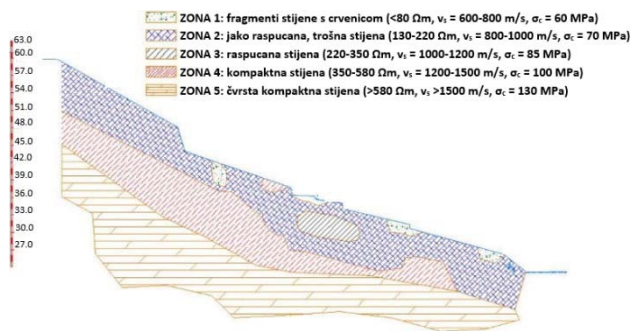 ZONA 1: fragmenti stijene s crvenicom (<80 Ωm, vs = 600-800 m/s, σc = 60 MPa)
ZONA 2: jako raspucana, trošna stijena (130-220 Ωm, vs = 800-1000 m/s, σc = 70 MPa)
ZONA 3: raspucana stijena (220-350 Ωm, vs = 1000-1200 m/s, σc = 85 MPa)
ZONA 4: kompaktna stijena (350-580 Ωm, vs = 1200-1500 m/s, σc = 100 MPa)
ZONA 5: čvrsta kompaktna stijena (>580 Ωm, vs >1500 m/s, σc = 130 MPa)
63.0
60.0
57.0
54.0
51.0
48.0
45.0
42.0
39.0
36.0
33.0
30.0
27.0